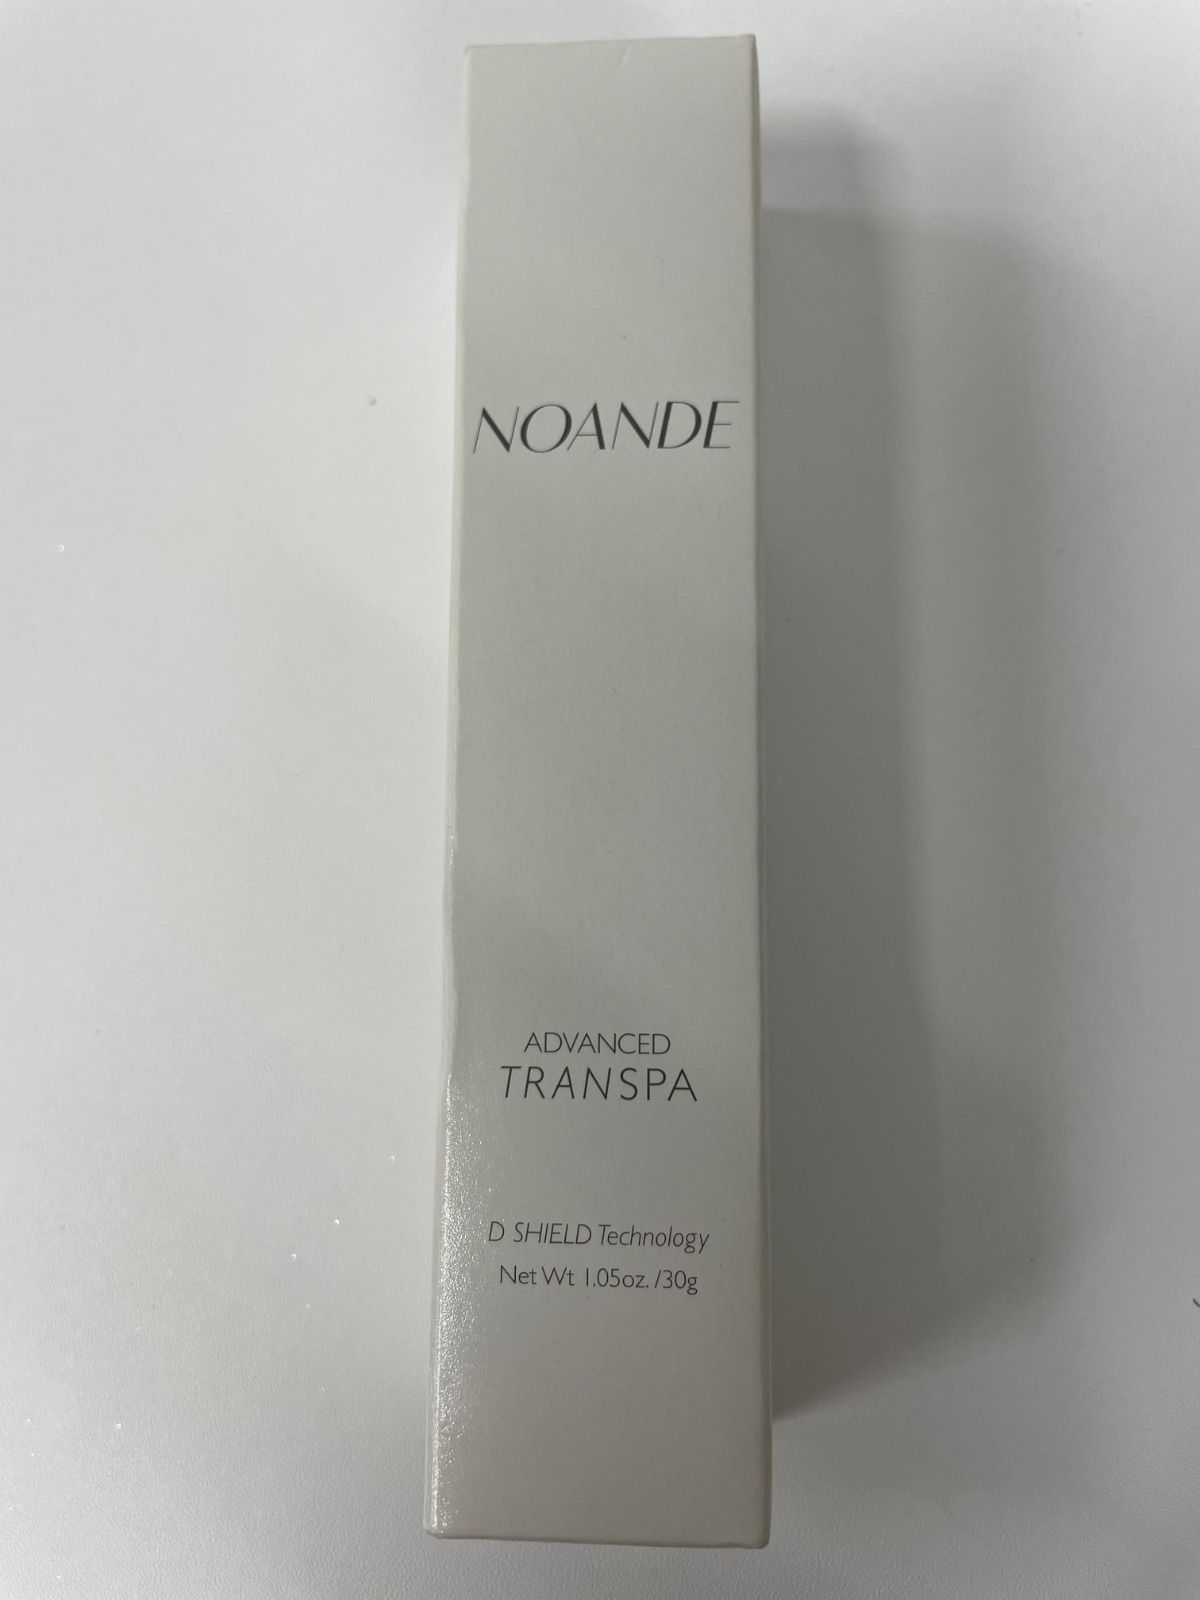 NOANDE
ADVANCED
TRANSPA
D SHIELD Technology
Net Wt 1.05oz. /30g